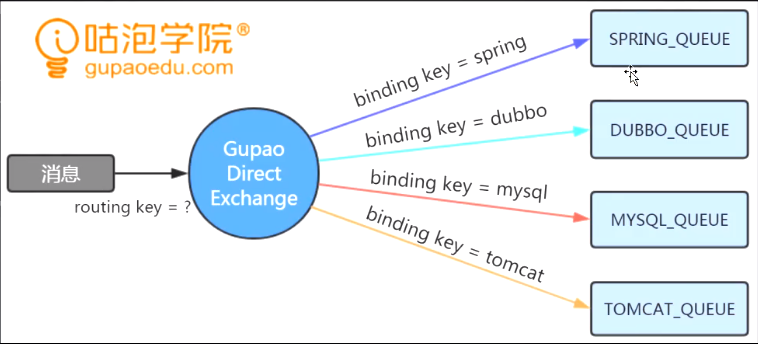 咕泡学院®
gupaoedu.com
binding key = spring
SPRING_QUEUE
binding key = dubbo
DUBBO_QUEUE
消息
routing key = ?
Gupao
Direct
Exchange
binding key = mysql
MYSQL_QUEUE
binding key = tomcat
TOMCAT_QUEUE